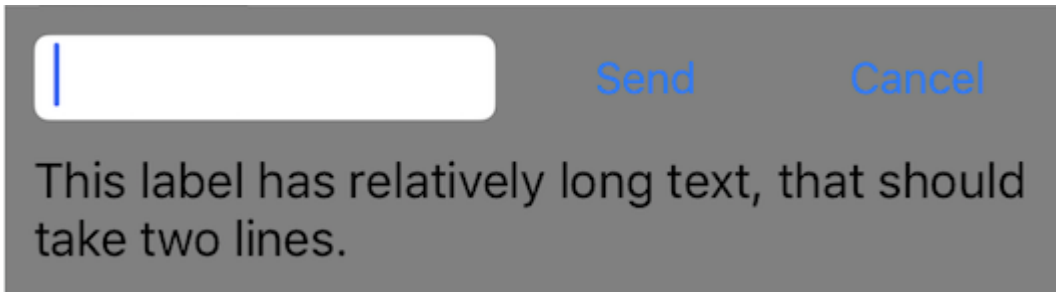 Send Cancel
This label has relatively long text, that should
take two lines.